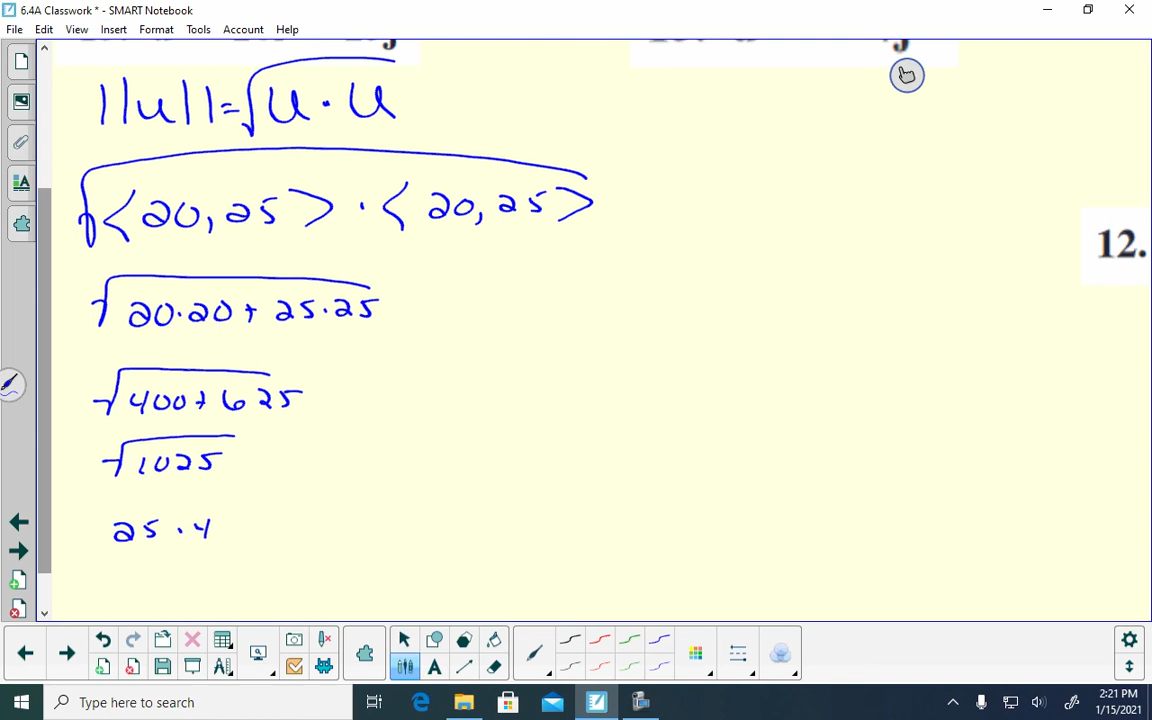 6.4A Classwork * - SMART Notebook
File Edit View Insert Format Tools Account Help
||u|| = √u · u
√<20, 25> · <20, 25>
12.
√20·20 + 25·25
√400 + 625
√1025
25 · 4
Type here to search
2:21 PM
1/15/2021